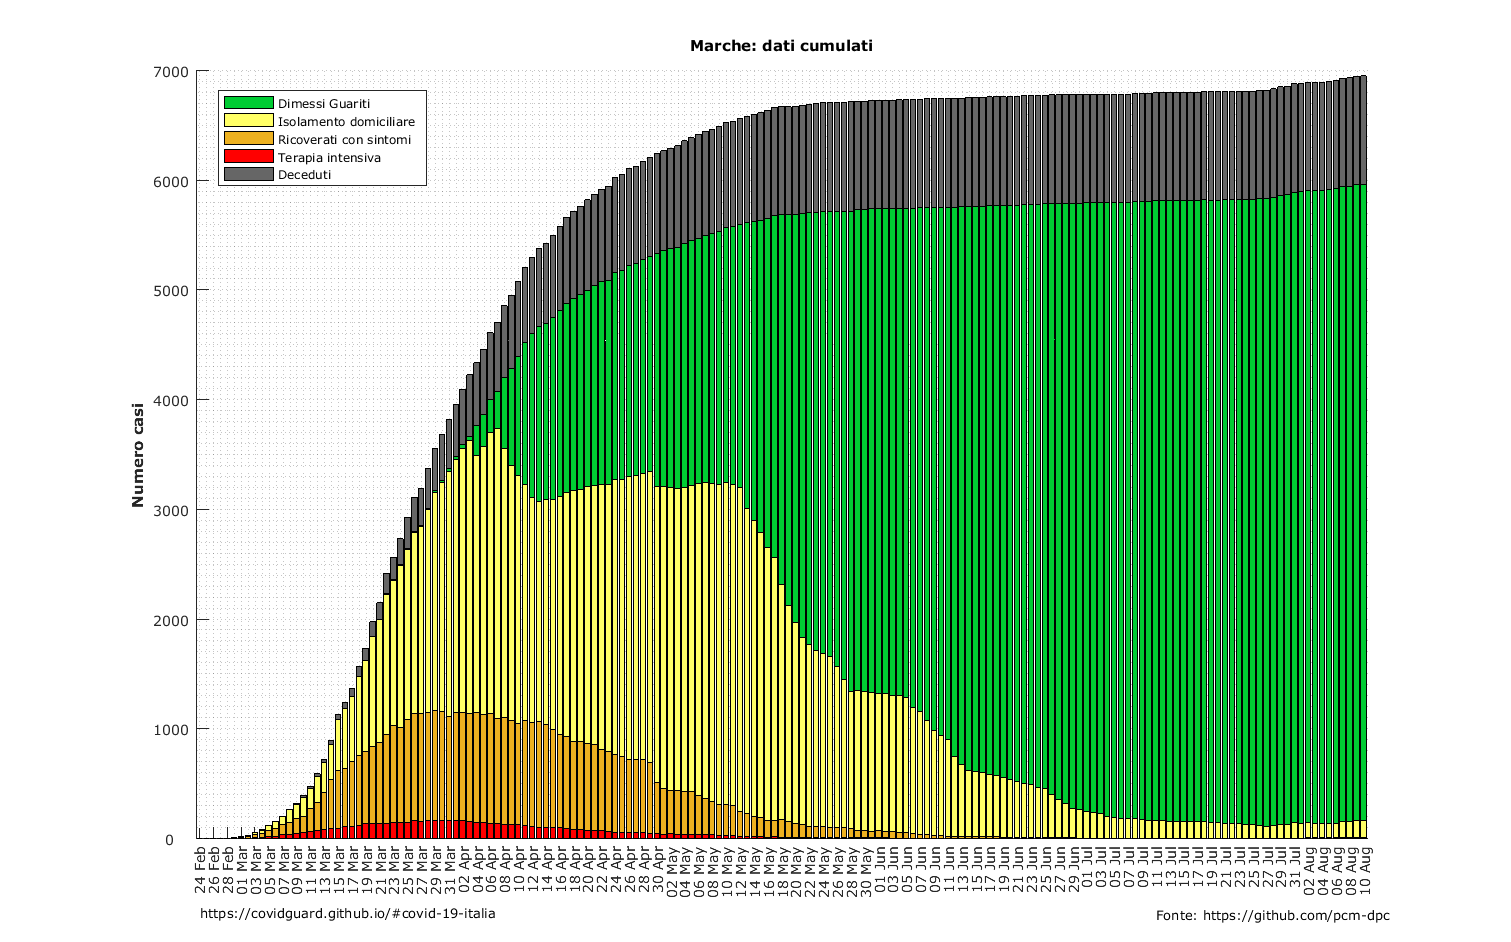 Marche: dati cumulati
7000
6000
5000
4000
3000
2000
1000
0
Numero casi
Dimessi Guariti
Isolamento domiciliare
Ricoverati con sintomi
Terapia intensiva
Deceduti
24 Feb
26 Feb
28 Feb
01 Mar
03 Mar
05 Mar
07 Mar
09 Mar
11 Mar
13 Mar
15 Mar
17 Mar
19 Mar
21 Mar
23 Mar
25 Mar
27 Mar
29 Mar
31 Mar
02 Apr
04 Apr
06 Apr
08 Apr
10 Apr
12 Apr
14 Apr
16 Apr
18 Apr
20 Apr
22 Apr
24 Apr
26 Apr
28 Apr
30 Apr
02 May
04 May
06 May
08 May
10 May
12 May
14 May
16 May
18 May
20 May
22 May
24 May
26 May
28 May
30 May
01 Jun
03 Jun
05 Jun
07 Jun
09 Jun
11 Jun
13 Jun
15 Jun
17 Jun
19 Jun
21 Jun
23 Jun
25 Jun
27 Jun
29 Jun
01 Jul
03 Jul
05 Jul
07 Jul
09 Jul
11 Jul
13 Jul
15 Jul
17 Jul
19 Jul
21 Jul
23 Jul
25 Jul
27 Jul
29 Jul
31 Jul
02 Aug
04 Aug
06 Aug
08 Aug
10 Aug
https://covidguard.github.io/#covid-19-italia
Fonte: https://github.com/pcm-dpc